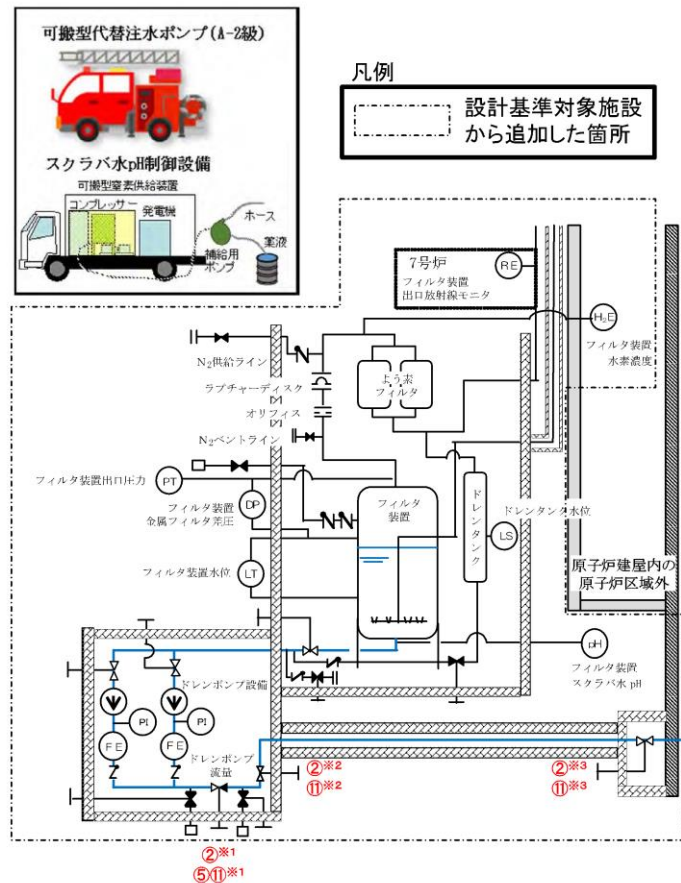 可搬型代替注水ポンプ(A-2級)
スクラバ水pH制御設備
可搬型窒素供給装置
コンプレッサー
発電機
ホース
薬液
補給用
ポンプ
凡例
設計基準対象施設
から追加した箇所
7号炉
フィルタ装置
出口放射線モニタ
RE
H₂E
フィルタ装置
水素濃度
N₂供給ライン
ラプチャーディスク
オリフィス
N₂ベントライン
よう素
フィルタ
フィルタ装置出口圧力
PT
DP
フィルタ装置
金属フィルタ差圧
フィルタ
装置
ドレンタンク
ドレンタンク水位
LS
フィルタ装置水位
LT
原子炉建屋内の
原子炉区域外
pH
フィルタ装置
スクラバ水 pH
ドレンポンプ設備
PI
PI
FE
FE
ドレンポンプ
流量
②※2
⑪※2
②※3
⑪※3
②※1
⑤⑪※1